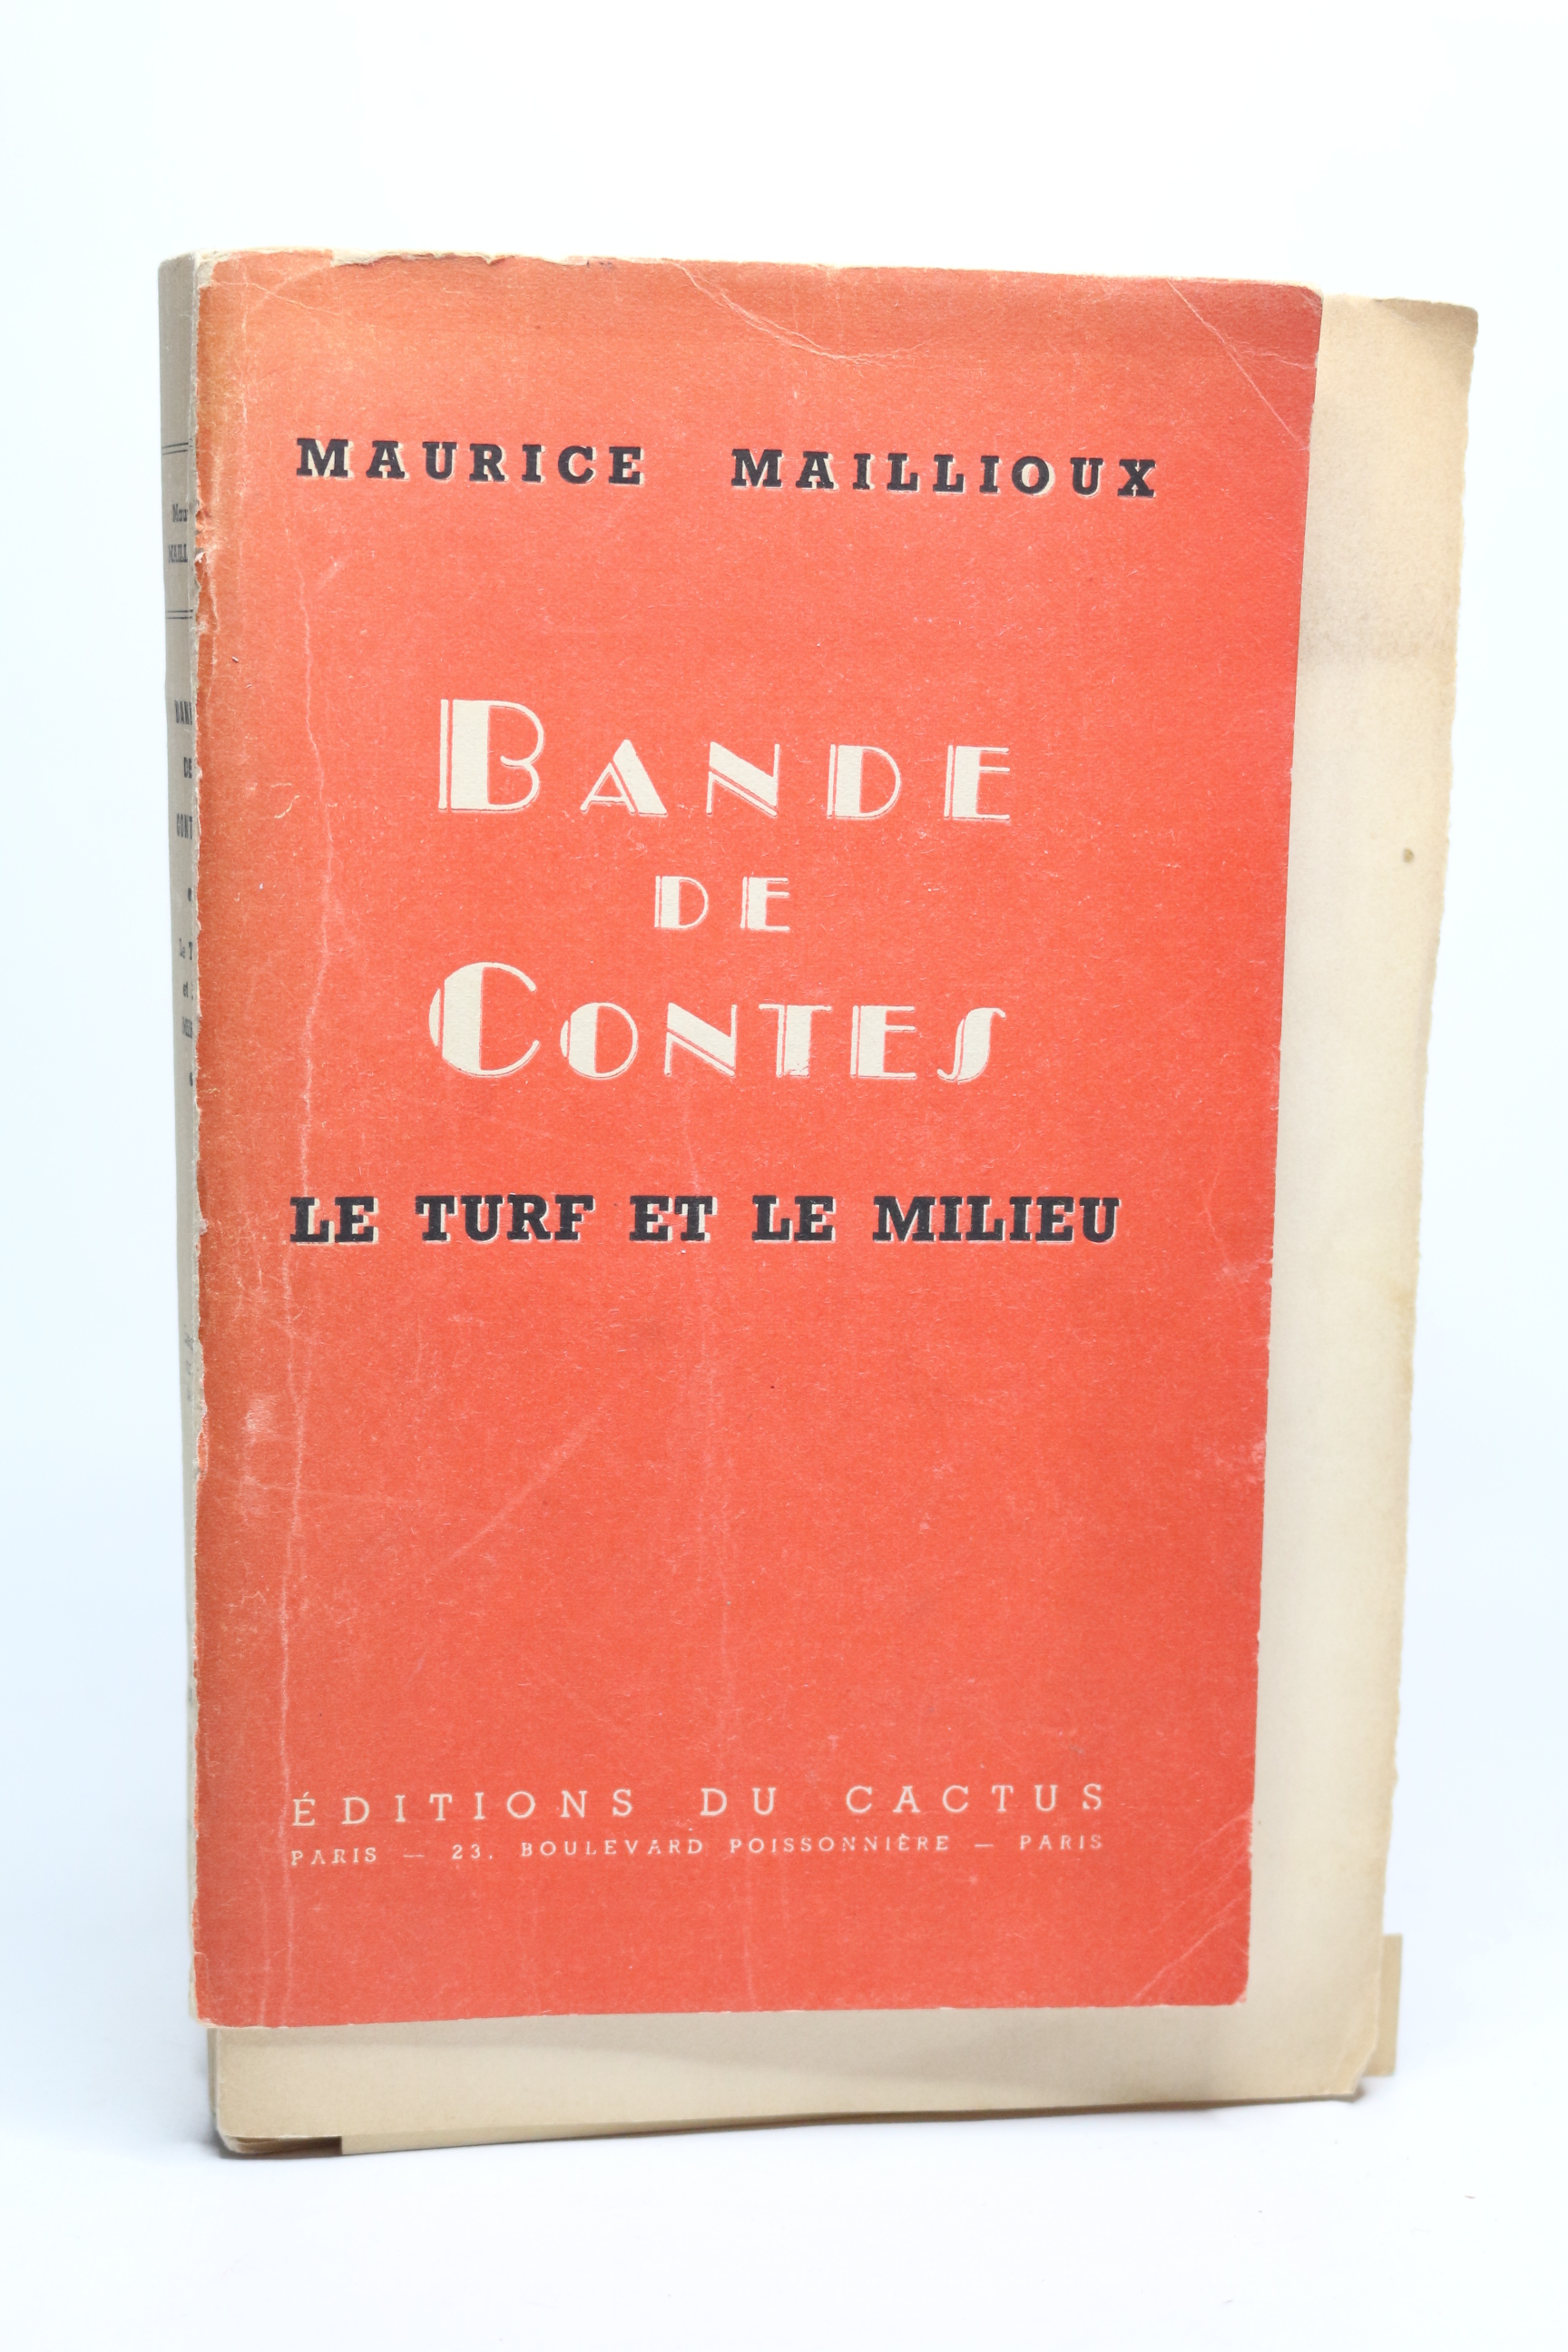 MAURICE MAILLIOUX
BANDE
DE
CONTES
LE TURF ET LE MILIEU
ÉDITIONS DU CACTUS
PARIS — 23, BOULEVARD POISSONNIÈRE — PARIS